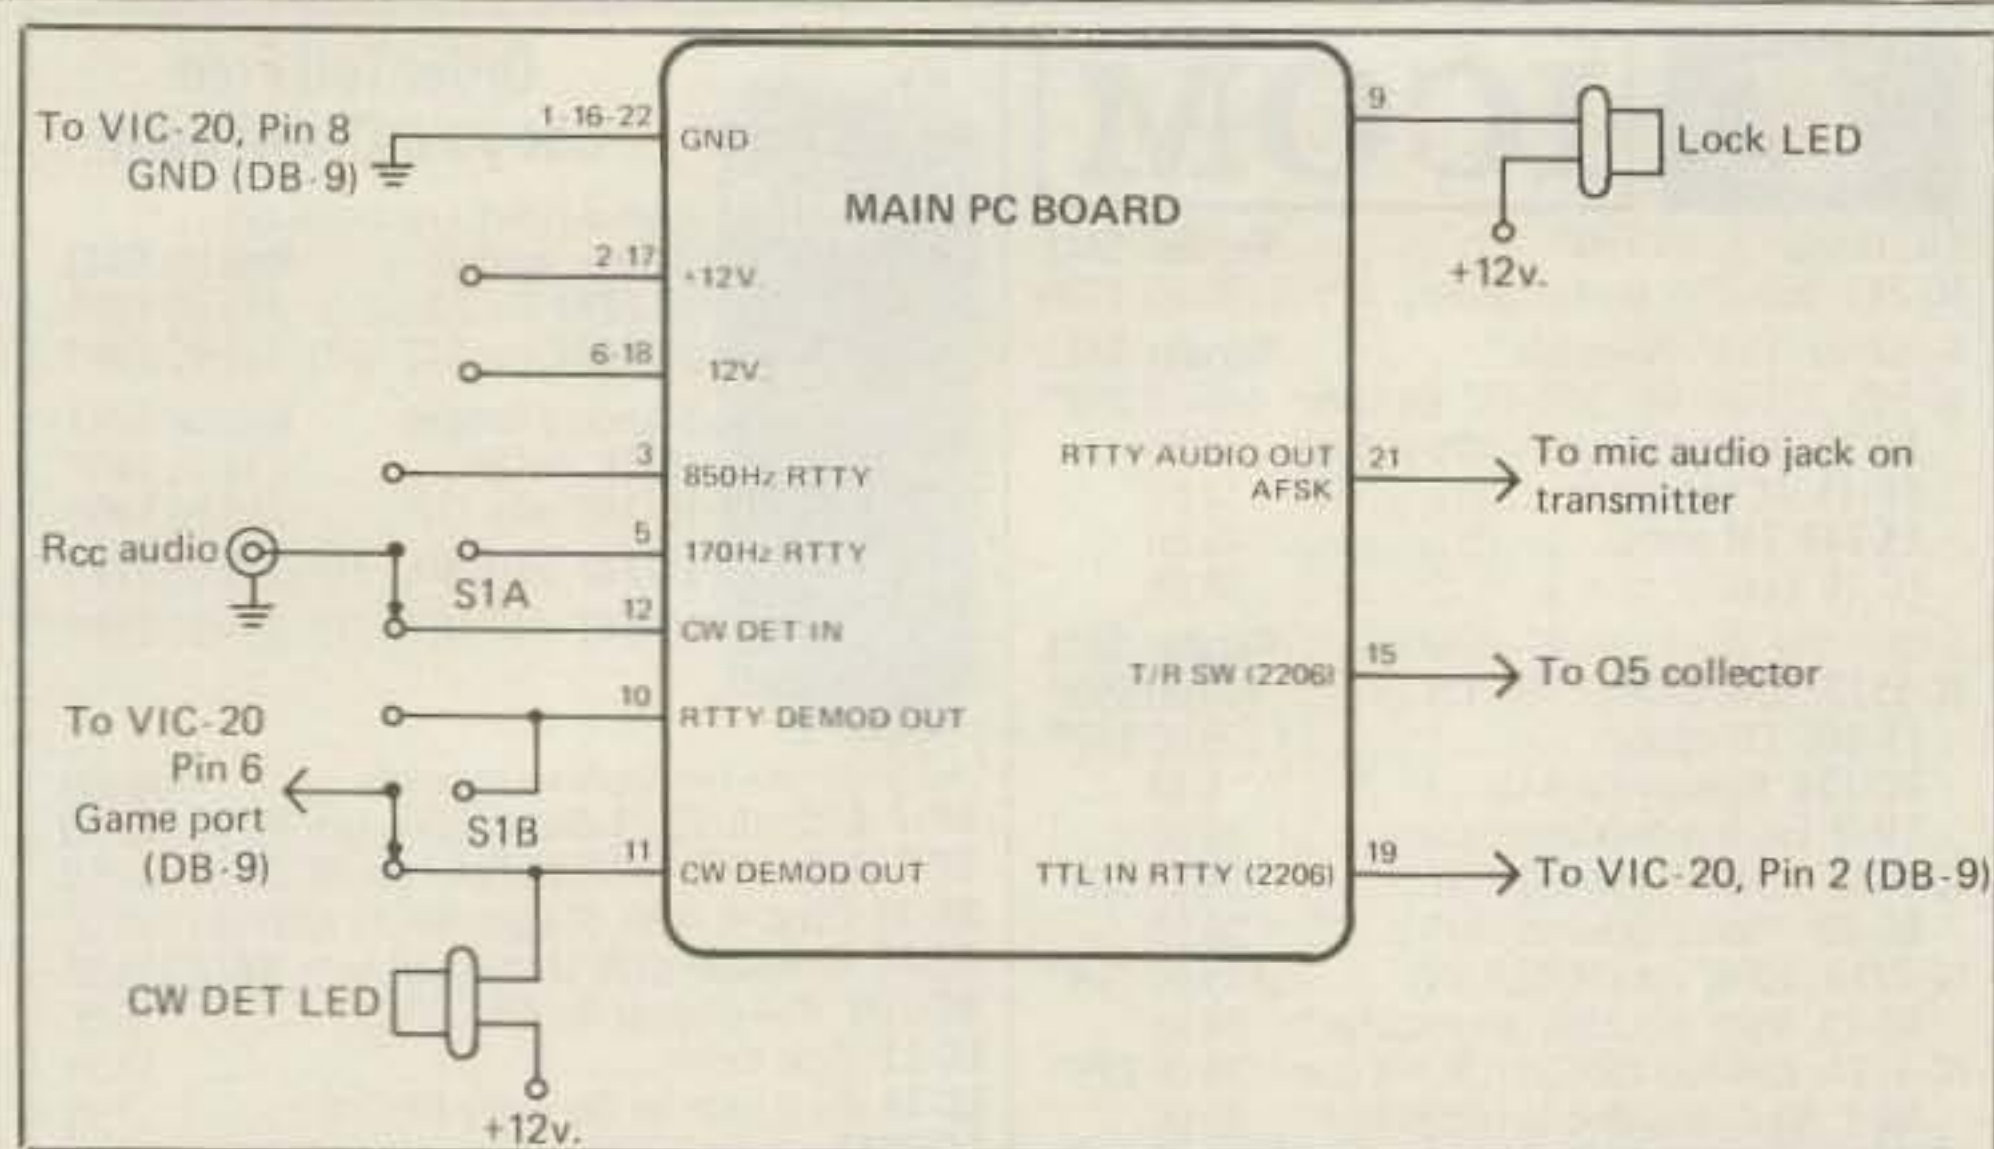 To VIC-20, Pin 8
GND (DB-9)
1-16-22
GND
MAIN PC BOARD
9
Lock LED
+12v.
2-17
+12V.
6-18
12V.
3
850Hz RTTY
RTTY AUDIO OUT
AFSK
21
To mic audio jack on
transmitter
Rcc audio
5
170Hz RTTY
S1A
12
CW DET IN
T/R SW (2206)
15
To Q5 collector
To VIC-20
Pin 6
Game port
(DB-9)
10
RTTY DEMOD OUT
S1B
11
CW DEMOD OUT
TTL IN RTTY (2206)
19
To VIC-20, Pin 2 (DB-9)
CW DET LED
+12v.